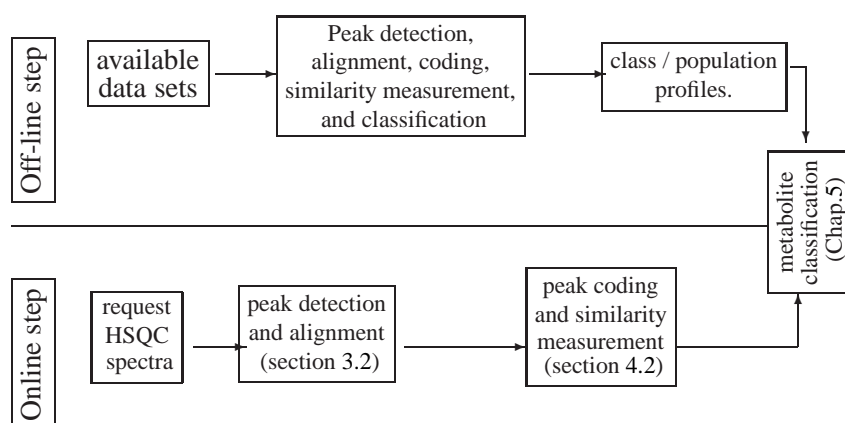 Off-line step
available
data sets
Peak detection,
alignment, coding,
similarity measurement,
and classification
class / population
profiles.
metabolite
classification
(Chap.5)
Online step
request
HSQC
spectra
peak detection
and alignment
(section 3.2)
peak coding
and similarity
measurement
(section 4.2)